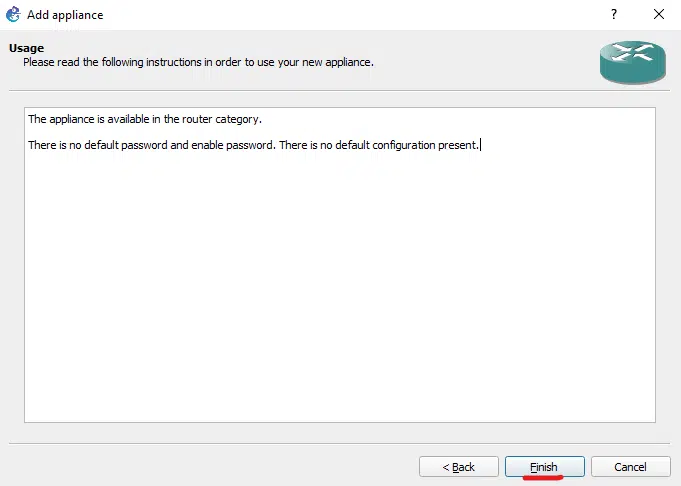 Add appliance
?
Usage
Please read the following instructions in order to use your new appliance.
The appliance is available in the router category.
There is no default password and enable password. There is no default configuration present.
< Back
Finish
Cancel